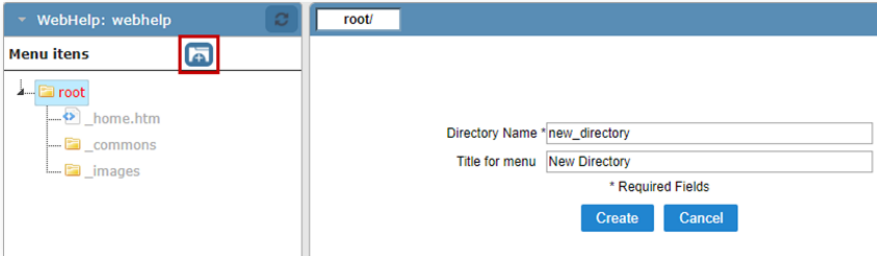 WebHelp: webhelp
Menu itens
root
_home.htm
_commons
_images
root/
Directory Name * new_directory
Title for menu New Directory
* Required Fields
Create Cancel